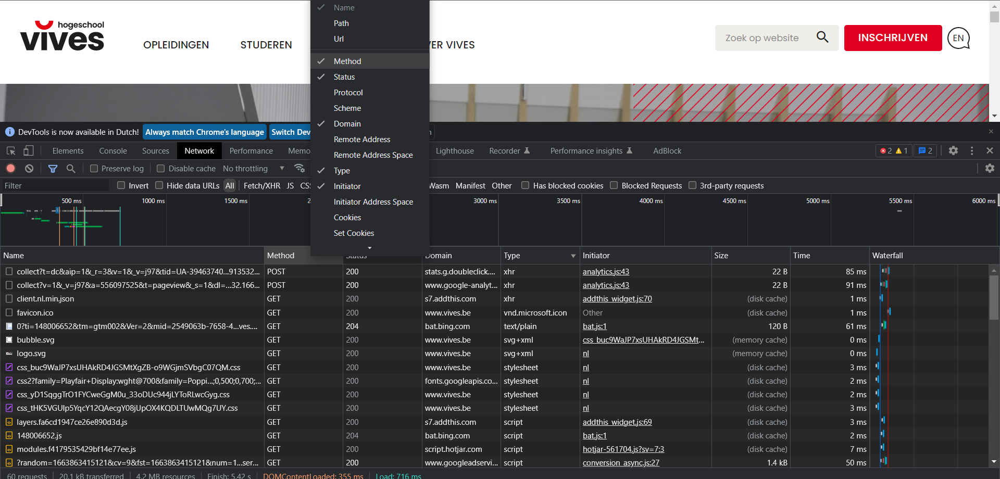 hogeschool
vives
OPLEIDINGEN
STUDEREN
VER VIVES
Zoek op website
INSCHRIJVEN
EN
Name
Path
Url
Method
Status
Protocol
Scheme
Domain
Remote Address
Remote Address Space
Type
Initiator
Initiator Address Space
Cookies
Set Cookies
DevTools is now available in Dutch! Always match Chrome's language Switch Dev
Elements Console Sources Network Performance Memo Lighthouse Recorder Performance insights AdBlock 2 1 2
Preserve log Disable cache No throttling
Filter Invert Hide data URLs All Fetch/XHR JS CSS Wasm Manifest Other Has blocked cookies Blocked Requests 3rd-party requests
500 ms 1000 ms 1500 ms 2 3000 ms 3500 ms 4000 ms 4500 ms 5000 ms 5500 ms 6000 ms
Name Method Status Domain Type Initiator Size Time Waterfall
collect?t=dc&aip=1&_r=3&v=1&_v=j97&tid=UA-39463740...913532... POST 200 stats.g.doubleclick.... xhr analytics.js:43 22 B 85 ms
collect?v=1&_v=j97&a=556097525&t=pageview&_s=1&dl=...32.166... POST 200 www.google-analyt... xhr analytics.js:43 22 B 91 ms
client.nl.min.json GET 200 s7.addthis.com xhr addthis_widget.js:70 (disk cache) 1 ms
favicon.ico GET 200 www.vives.be vnd.microsoft.icon Other (disk cache) 1 ms
0?ti=148006652&tm=gtm002&Ver=2&mid=2549063b-7658-4...ves.... GET 204 bat.bing.com text/plain bat.js:1 120 B 61 ms
bubble.svg GET 200 www.vives.be svg+xml css_buc9WaJP7xsUHAkRD4JGSMt... (memory cache) 0 ms
logo.svg GET 200 www.vives.be svg+xml nl (memory cache) 0 ms
css_buc9WaJP7xsUHAkRD4JGSMtXgZB-o9WGjmSVbgC07QM.css GET 200 www.vives.be stylesheet nl (disk cache) 3 ms
css2?family=Playfair+Display:wght@700&family=Poppi...;0,500;0,700;... GET 200 fonts.googleapis.co... stylesheet nl (disk cache) 2 ms
css_yD1SqggTrO1FYCweGgM0u_33oDUc944jLYToRLwcGyg.css GET 200 www.vives.be stylesheet nl (disk cache) 2 ms
css_tHK5VGUIp5YqcY12QAecgY08jUpOX4KQDLTUwMQg7UY.css GET 200 www.vives.be stylesheet nl (disk cache) 3 ms
layers.fa6cd1947ce26e890d3d.js GET 200 s7.addthis.com script addthis_widget.js:69 (disk cache) 3 ms
148006652.js GET 204 bat.bing.com script bat.js:1 (disk cache) 2 ms
modules.f4179535429bf14e77ee.js GET 200 script.hotjar.com script hotjar-561704.js?sv=7:3 (disk cache) 7 ms
?random=1663863415121&cv=9&fst=1663863415121&num=1...ser... GET 200 www.googleadservi... script conversion_async.js:27 1.4 kB 50 ms
60 requests 20.1 kB transferred 4.2 MB resources Finish: 5.42 s DOMContentLoaded: 355 ms Load: 716 ms